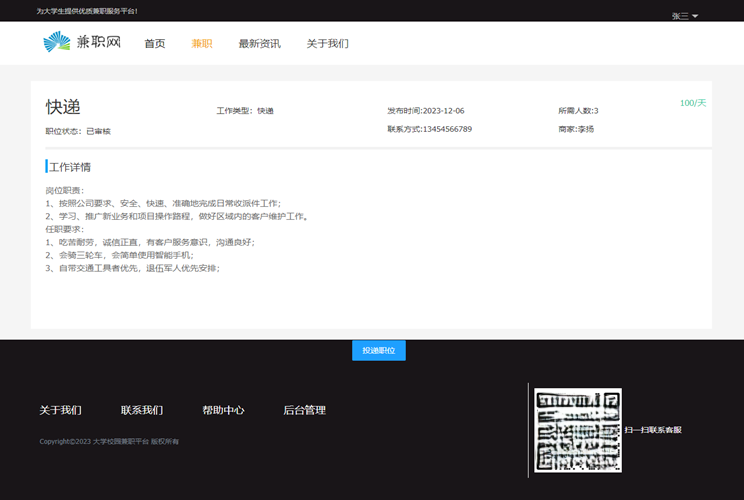 为大学生提供优质兼职服务平台!
张三
兼职网
首页 兼职 最新资讯 关于我们
快递
工作类型: 快递
发布时间:2023-12-06
所需人数:3
100/天
职位状态: 已审核
联系方式:13454566789
商家:李扬
工作详情
岗位职责:
1、按照公司要求、安全、快速、准确地完成日常收派件工作;
2、学习、推广新业务和项目操作路程, 做好区域内的客户维护工作。
任职要求:
1、吃苦耐劳, 诚信正直, 有客户服务意识, 沟通良好;
2、会骑三轮车, 会简单使用智能手机;
3、自带交通工具者优先, 退伍军人优先安排;
投递职位
关于我们 联系我们 帮助中心 后台管理
扫一扫联系客服
Copyright©2023 大学校园兼职平台 版权所有